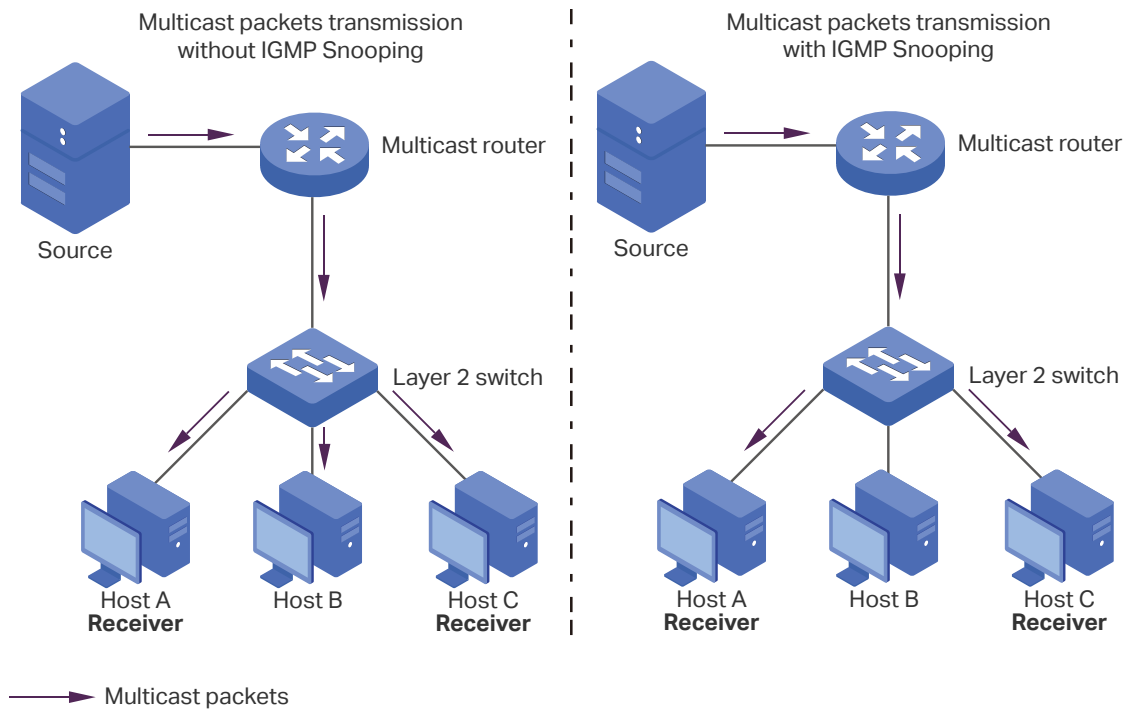 Multicast packets transmission
without IGMP Snooping
Source
Multicast router
Layer 2 switch
Host A
Receiver
Host B
Host C
Receiver
Multicast packets transmission
with IGMP Snooping
Source
Multicast router
Layer 2 switch
Host A
Receiver
Host B
Host C
Receiver
Multicast packets